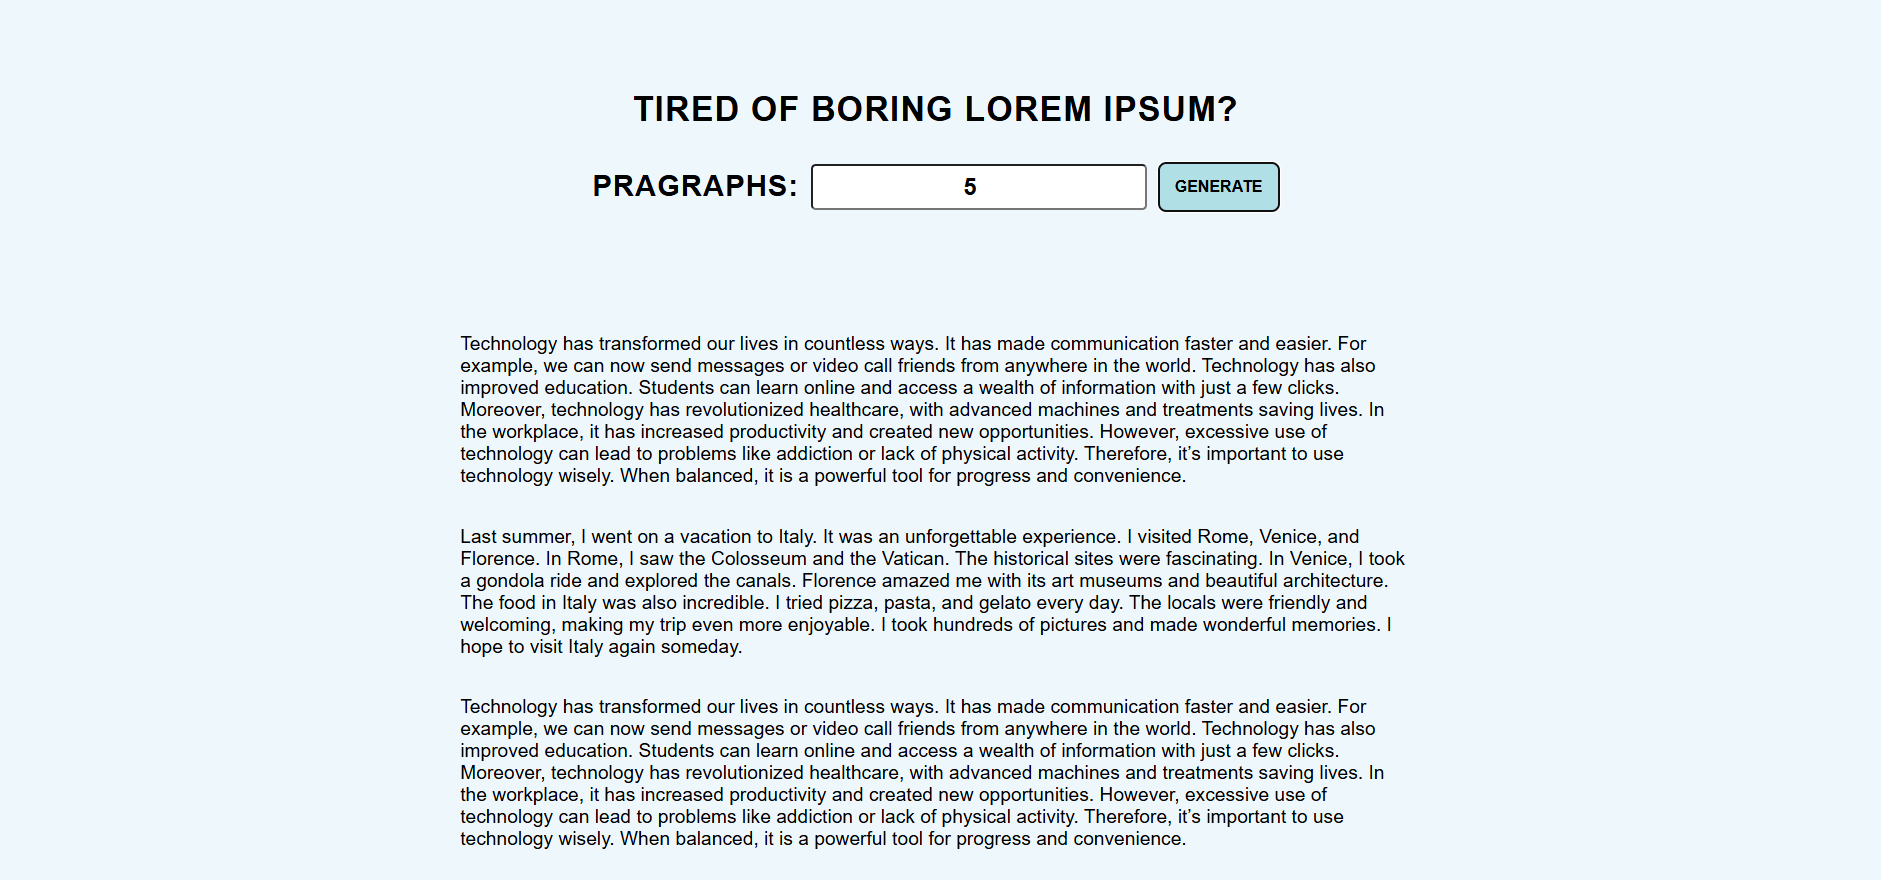 TIRED OF BORING LOREM IPSUM?
PRAGRAPHS: 5 GENERATE
Technology has transformed our lives in countless ways. It has made communication faster and easier. For
example, we can now send messages or video call friends from anywhere in the world. Technology has also
improved education. Students can learn online and access a wealth of information with just a few clicks.
Moreover, technology has revolutionized healthcare, with advanced machines and treatments saving lives. In
the workplace, it has increased productivity and created new opportunities. However, excessive use of
technology can lead to problems like addiction or lack of physical activity. Therefore, it’s important to use
technology wisely. When balanced, it is a powerful tool for progress and convenience.
Last summer, I went on a vacation to Italy. It was an unforgettable experience. I visited Rome, Venice, and
Florence. In Rome, I saw the Colosseum and the Vatican. The historical sites were fascinating. In Venice, I took
a gondola ride and explored the canals. Florence amazed me with its art museums and beautiful architecture.
The food in Italy was also incredible. I tried pizza, pasta, and gelato every day. The locals were friendly and
welcoming, making my trip even more enjoyable. I took hundreds of pictures and made wonderful memories. I
hope to visit Italy again someday.
Technology has transformed our lives in countless ways. It has made communication faster and easier. For
example, we can now send messages or video call friends from anywhere in the world. Technology has also
improved education. Students can learn online and access a wealth of information with just a few clicks.
Moreover, technology has revolutionized healthcare, with advanced machines and treatments saving lives. In
the workplace, it has increased productivity and created new opportunities. However, excessive use of
technology can lead to problems like addiction or lack of physical activity. Therefore, it’s important to use
technology wisely. When balanced, it is a powerful tool for progress and convenience.